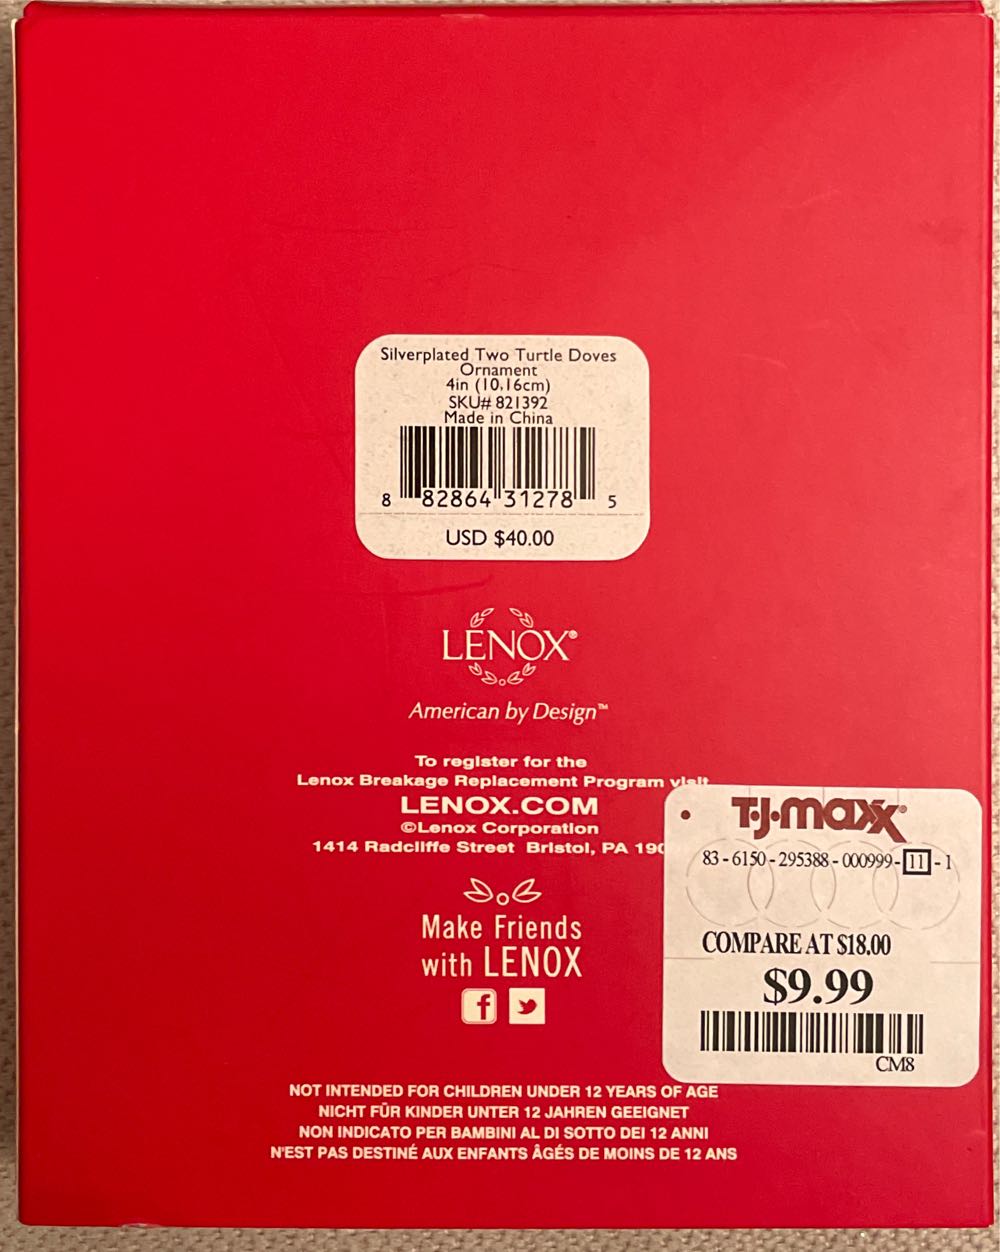 Silverplated Two Turtle Doves
Ornament
4in (10,16cm)
SKU# 821392
Made in China
8 82864 31278 5
USD $40.00
LENOX®
American by Design™
To register for the
Lenox Breakage Replacement Program visit
LENOX.COM
©Lenox Corporation
1414 Radcliffe Street Bristol, PA 190
T·J·maxx®
83-6150-295388-000999-11-1
COMPARE AT $18.00
$9.99
CM8
Make Friends
with LENOX
f
NOT INTENDED FOR CHILDREN UNDER 12 YEARS OF AGE
NICHT FÜR KINDER UNTER 12 JAHREN GEEIGNET
NON INDICATO PER BAMBINI AL DI SOTTO DEI 12 ANNI
N'EST PAS DESTINÉ AUX ENFANTS ÂGÉS DE MOINS DE 12 ANS